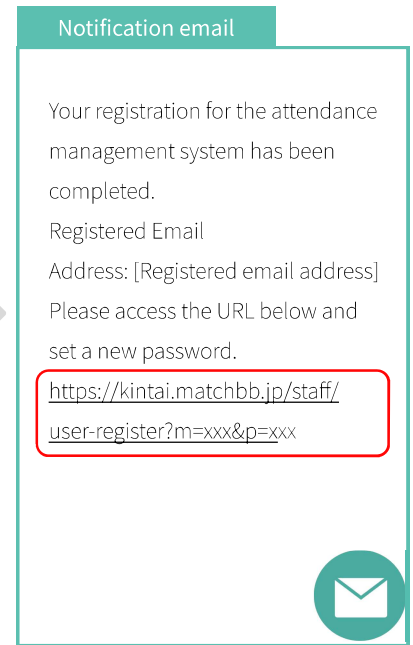 Notification email
Your registration for the attendance
management system has been
completed.
Registered Email
Address: [Registered email address]
Please access the URL below and
set a new password.
https://kintai.matchbb.jp/staff/
user-register?m=xxx&p=xxx